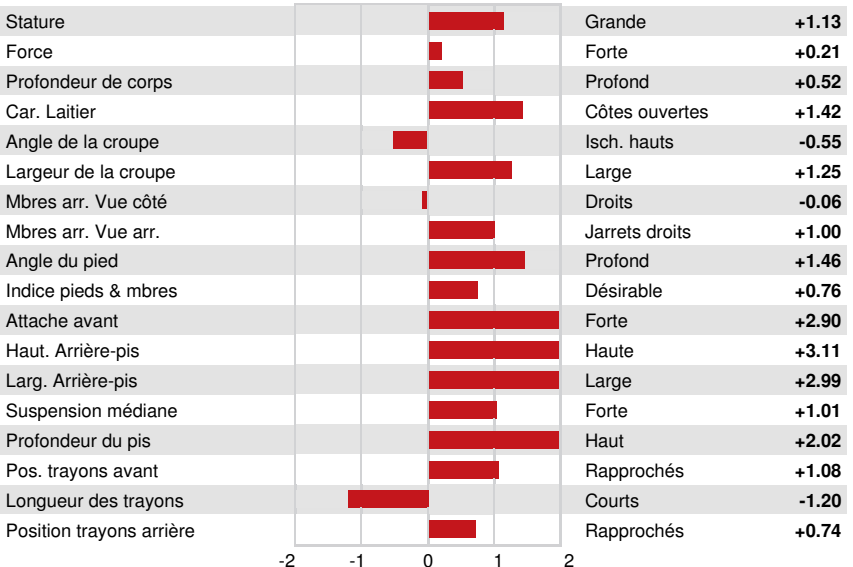 Stature Grande +1.13
Force Forte +0.21
Profondeur de corps Profond +0.52
Car. Laitier Côtes ouvertes +1.42
Angle de la croupe Isch. hauts -0.55
Largeur de la croupe Large +1.25
Mbres arr. Vue côté Droits -0.06
Mbres arr. Vue arr. Jarrets droits +1.00
Angle du pied Profond +1.46
Indice pieds & mbres Désirable +0.76
Attache avant Forte +2.90
Haut. Arrière-pis Haute +3.11
Larg. Arrière-pis Large +2.99
Suspension médiane Forte +1.01
Profondeur du pis Haut +2.02
Pos. trayons avant Rapprochés +1.08
Longueur des trayons Courts -1.20
Position trayons arrière Rapprochés +0.74
-2 -1 0 1 2